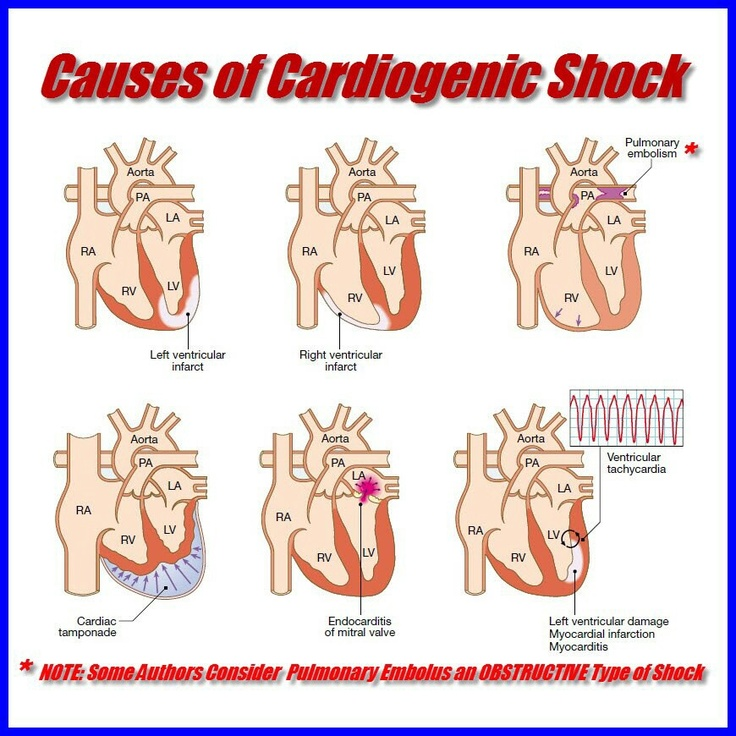 Causes of Cardiogenic Shock
Aorta
PA
LA
RA
LV
RV
Left ventricular
infarct
Aorta
PA
LA
RA
LV
RV
Right ventricular
infarct
Pulmonary
embolism *
Aorta
PA
LA
RA
LV
RV
Aorta
PA
LA
RA
LV
RV
Cardiac
tamponade
Aorta
PA
LA
RA
RV
LV
Endocarditis
of mitral valve
Ventricular
tachycardia
Aorta
PA
LA
RA
LV
RV
Left ventricular damage
Myocardial infarction
Myocarditis
* NOTE: Some Authors Consider Pulmonary Embolus an OBSTRUCTIVE Type of Shock